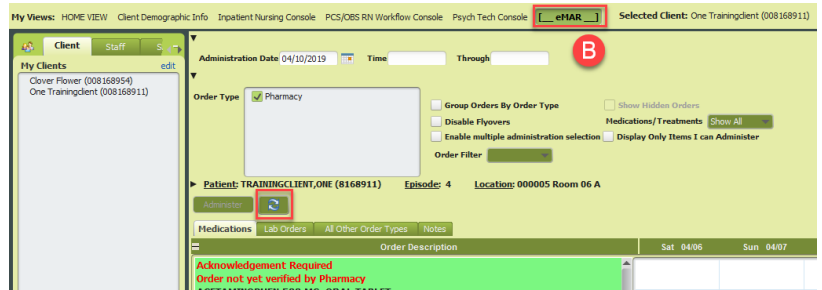 My Views: HOME VIEW Client Demographic Info Inpatient Nursing Console PCS/OBS RN Workflow Console Psych Tech Console [__ eMAR __] Selected Client: One Trainingclient (008168911)
B
Client Staff S
My Clients edit
Clover Flower (008168954)
One Trainingclient (008168911)
Administration Date 04/10/2019 Time Through
Order Type Pharmacy
Group Orders By Order Type Show Hidden Orders
Disable Flyovers Medications/Treatments Show All
Enable multiple administration selection Display Only Items I can Administer
Order Filter
Patient: TRAININGCLIENT,ONE (8168911) Episode: 4 Location: 000005 Room 06 A
Administer
Medications Lab Orders All Other Order Types Notes
Order Description Sat 04/06 Sun 04/07
Acknowledgement Required
Order not yet verified by Pharmacy